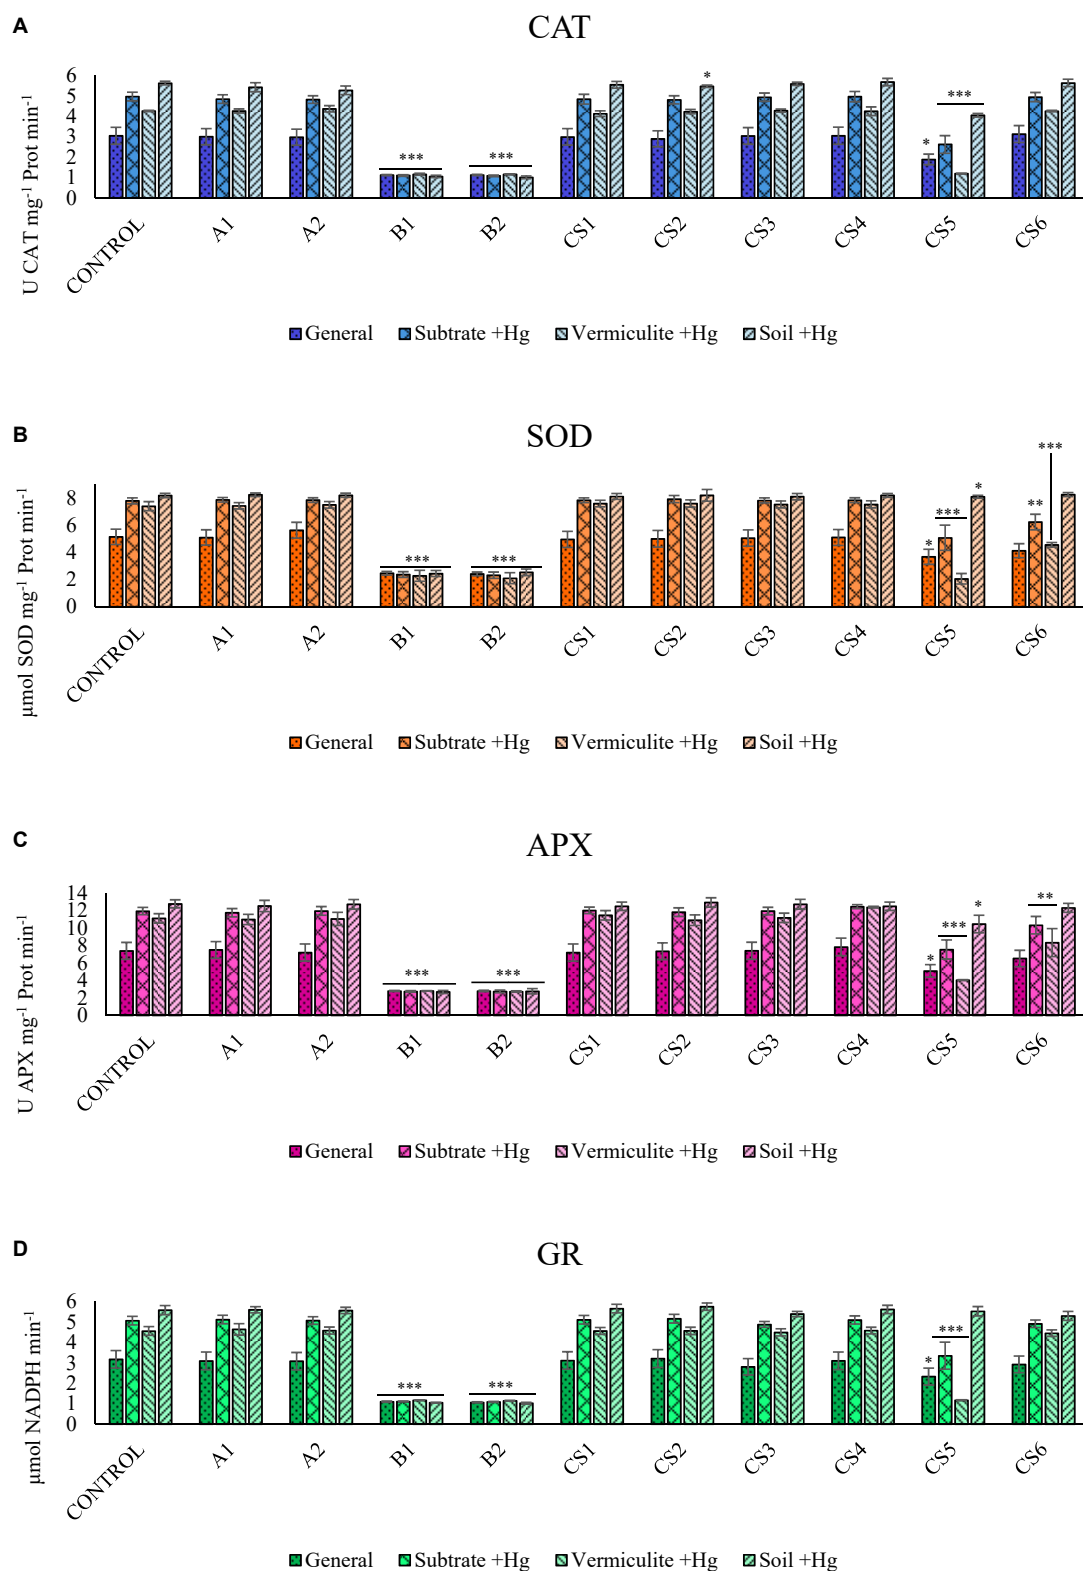 A
CAT
U CAT mg⁻¹ Prot min⁻¹
6
5
4
3
2
1
0
*
***
***
***
*
CONTROL A1 A2 B1 B2 CS1 CS2 CS3 CS4 CS5 CS6
General Subtrate +Hg Vermiculite +Hg Soil +Hg
B
SOD
µmol SOD mg⁻¹ Prot min⁻¹
8
6
4
2
0
***
*
**
***
***
***
*
CONTROL A1 A2 B1 B2 CS1 CS2 CS3 CS4 CS5 CS6
General Subtrate +Hg Vermiculite +Hg Soil +Hg
C
APX
U APX mg⁻¹ Prot min⁻¹
14
12
10
8
6
4
2
0
**
*
***
*
***
***
CONTROL A1 A2 B1 B2 CS1 CS2 CS3 CS4 CS5 CS6
General Subtrate +Hg Vermiculite +Hg Soil +Hg
D
GR
µmol NADPH min⁻¹
6
5
4
3
2
1
0
***
*
***
***
CONTROL A1 A2 B1 B2 CS1 CS2 CS3 CS4 CS5 CS6
General Subtrate +Hg Vermiculite +Hg Soil +Hg